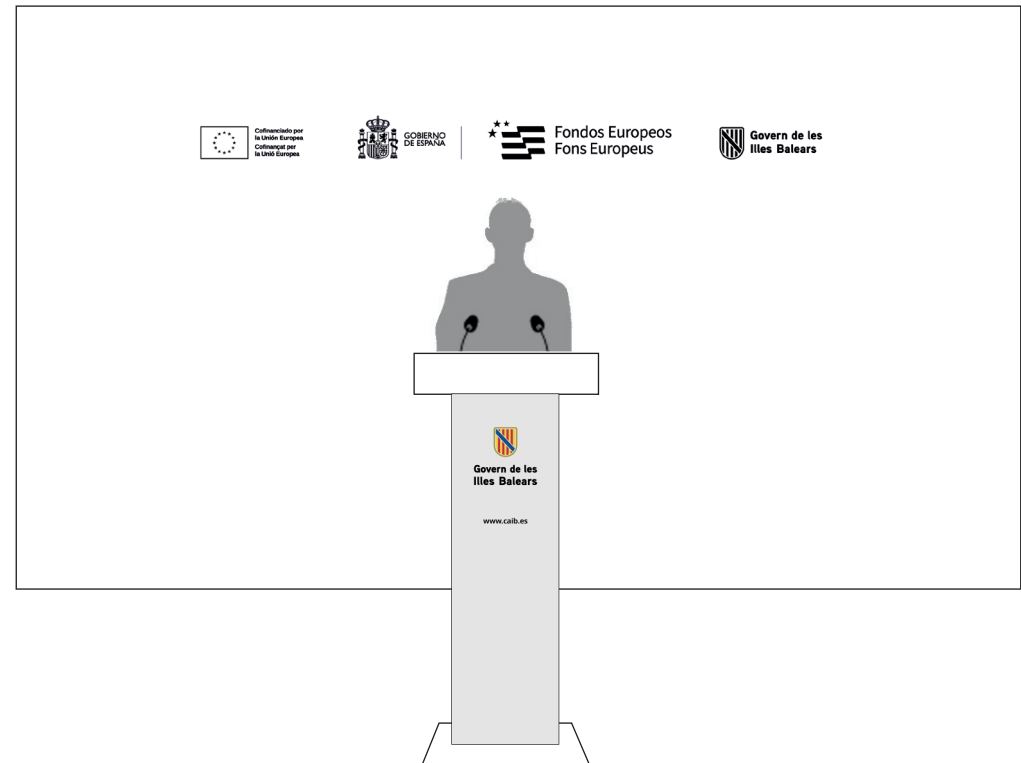 Cofinanciado por
la Unión Europea
Cofinançat per
la Unió Europea
GOBIERNO
DE ESPAÑA
Fondos Europeos
Fons Europeus
Govern de les
Illes Balears
Govern de les
Illes Balears
www.caib.es